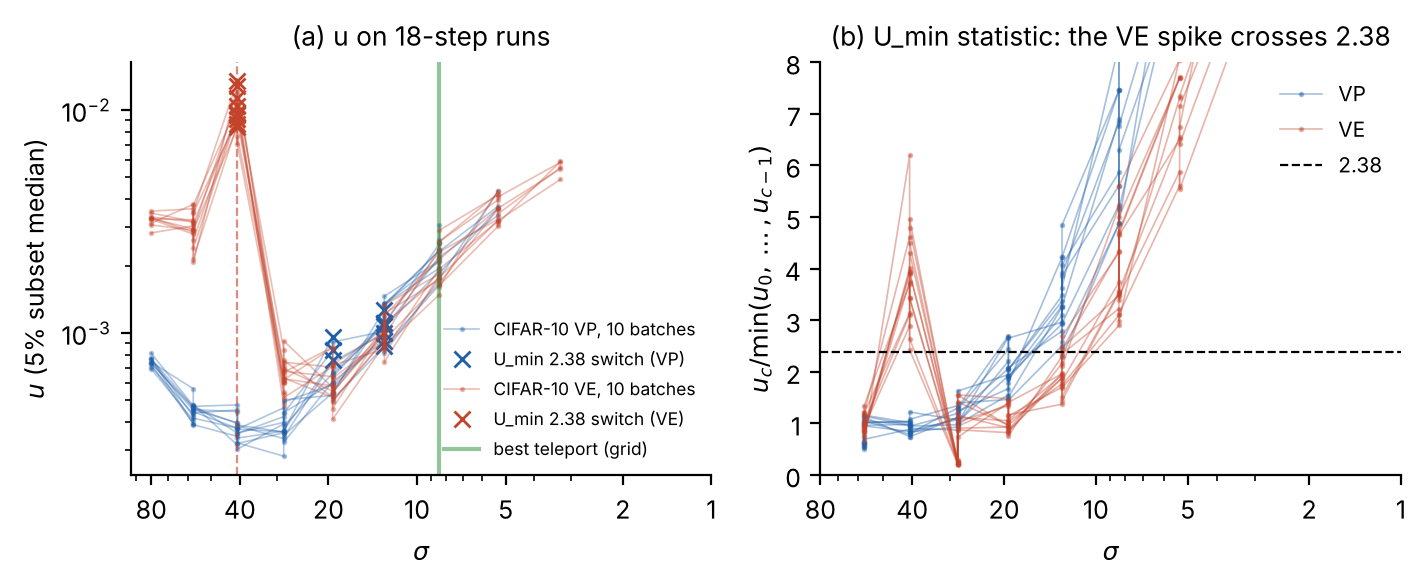 (a) u on 18-step runs
u (5% subset median)
10⁻²
10⁻³
80
40
20
10
5
2
1
σ
CIFAR-10 VP, 10 batches
U_min 2.38 switch (VP)
CIFAR-10 VE, 10 batches
U_min 2.38 switch (VE)
best teleport (grid)
(b) U_min statistic: the VE spike crosses 2.38
u_c/min(u_0, ... , u_{c−1})
8
7
6
5
4
3
2
1
0
80
40
20
10
5
2
1
σ
VP
VE
2.38